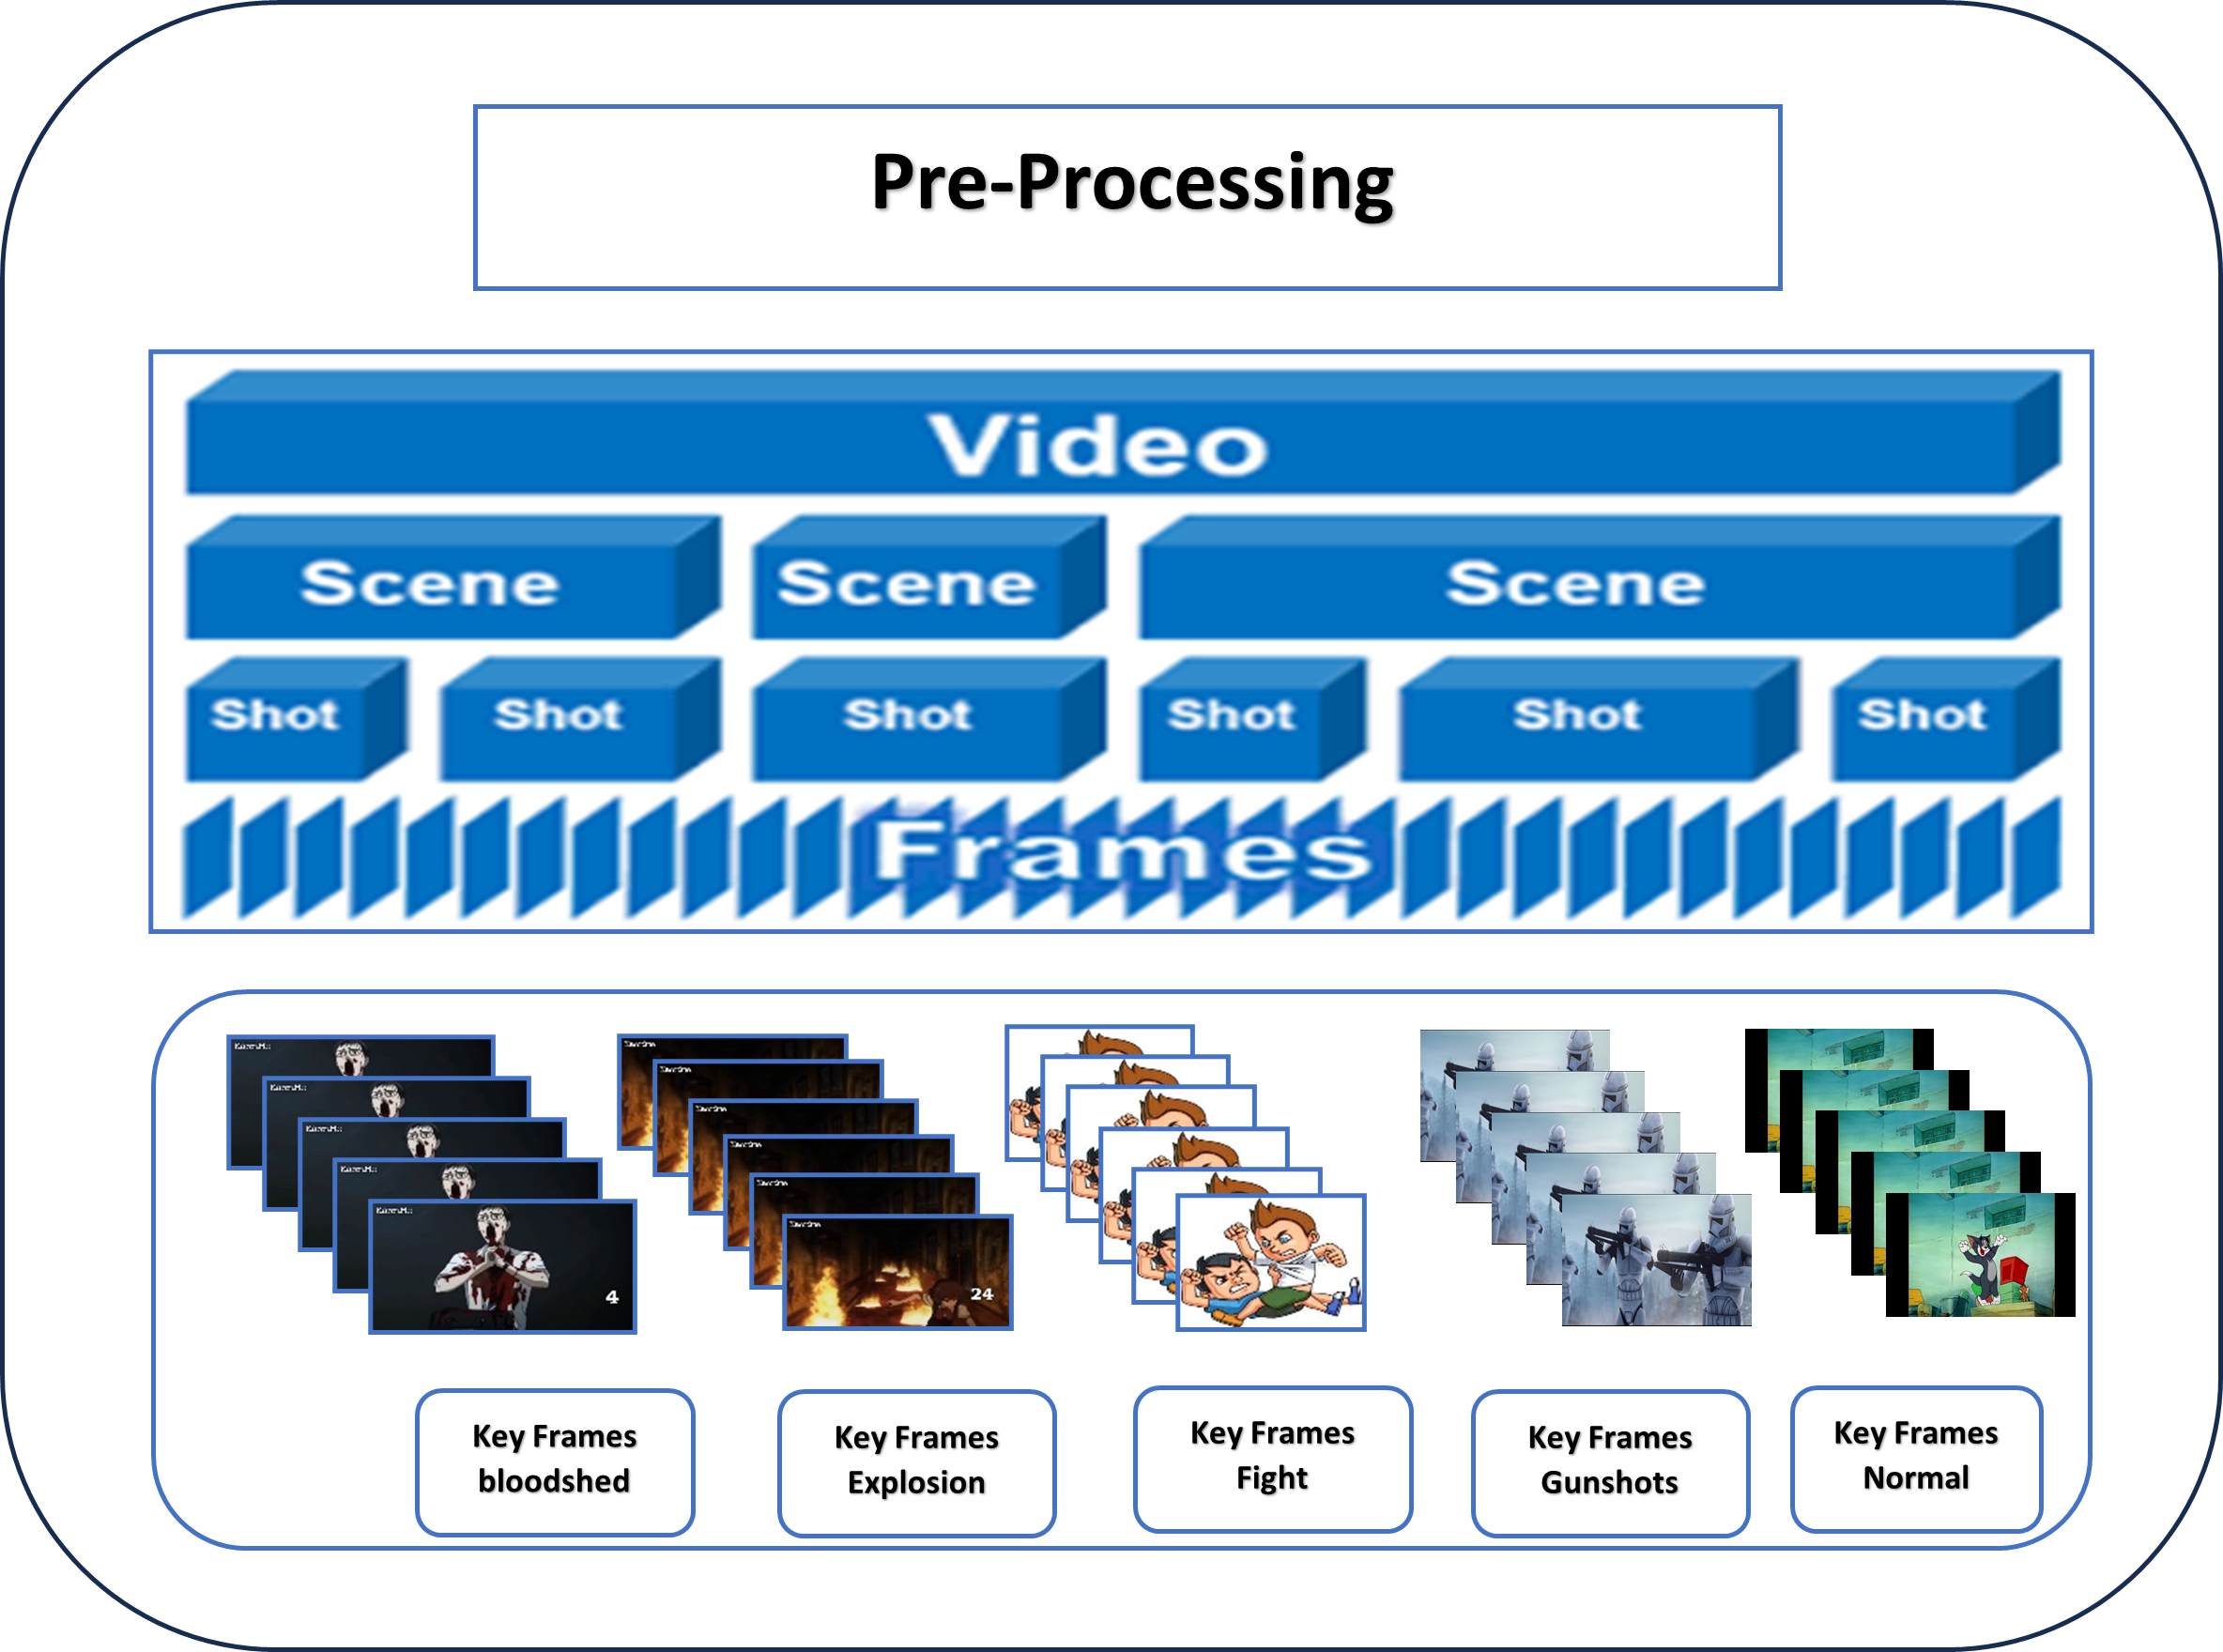 Pre-Processing
Video
Scene Scene Scene
Shot Shot Shot Shot Shot Shot
Frames
4
24
Key Frames
bloodshed
Key Frames
Explosion
Key Frames
Fight
Key Frames
Gunshots
Key Frames
Normal